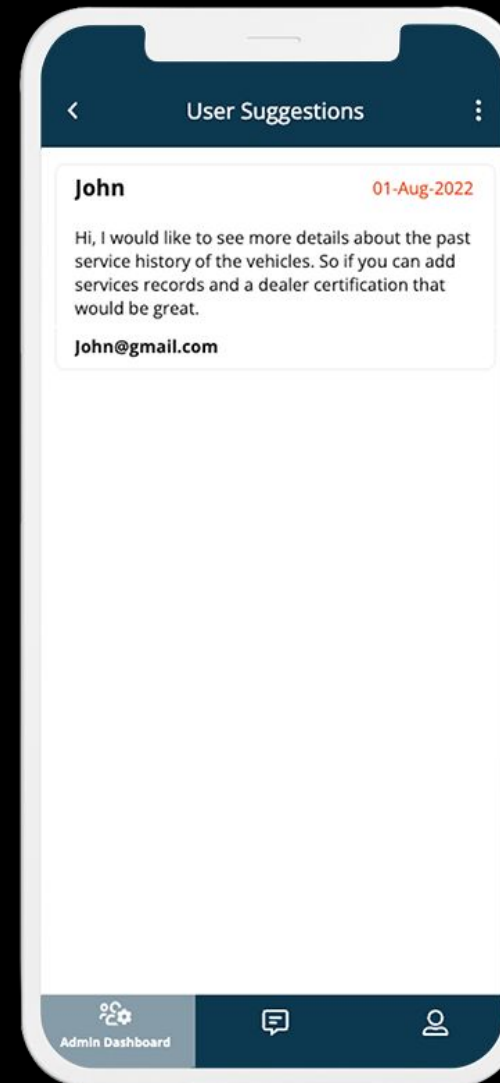 User Suggestions
John
01-Aug-2022
Hi, I would like to see more details about the past
service history of the vehicles. So if you can add
services records and a dealer certification that
would be great.
John@gmail.com
Admin Dashboard